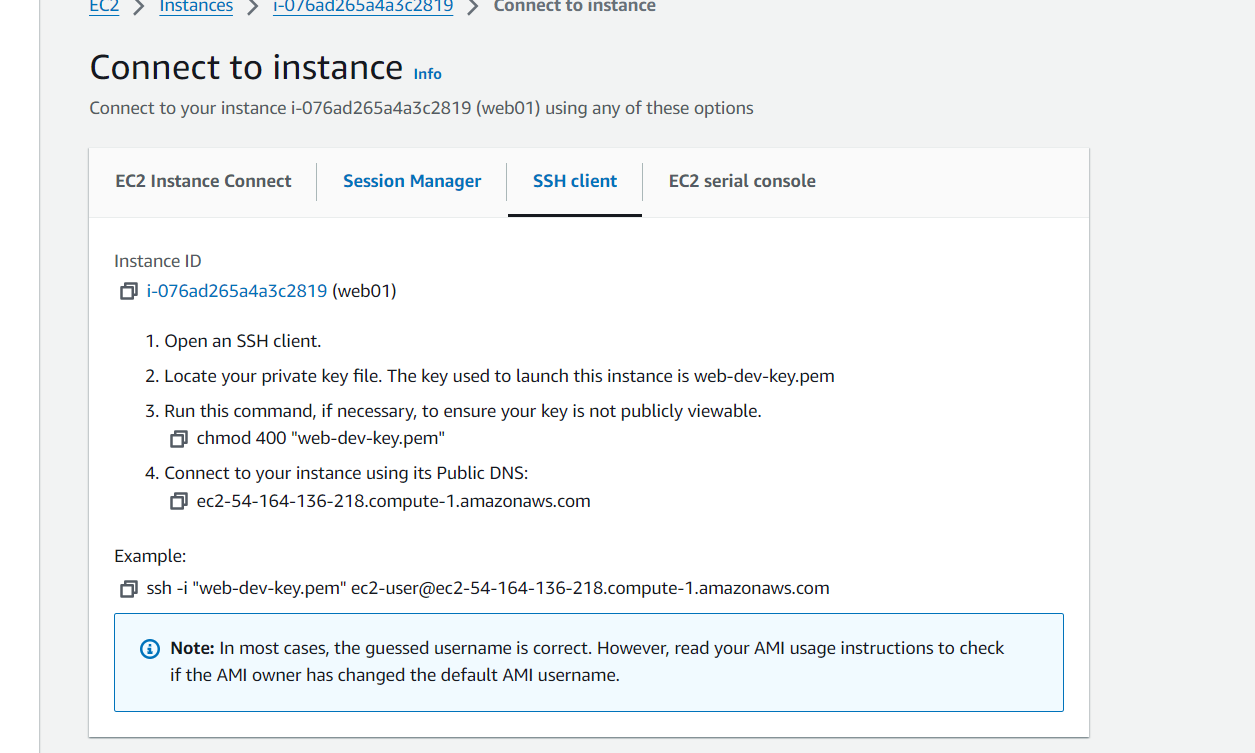 EC2 > Instances > i-076ad265a4a3c2819 > Connect to instance
Connect to instance Info
Connect to your instance i-076ad265a4a3c2819 (web01) using any of these options
EC2 Instance Connect
Session Manager
SSH client
EC2 serial console
Instance ID
i-076ad265a4a3c2819 (web01)
1. Open an SSH client.
2. Locate your private key file. The key used to launch this instance is web-dev-key.pem
3. Run this command, if necessary, to ensure your key is not publicly viewable.
chmod 400 "web-dev-key.pem"
4. Connect to your instance using its Public DNS:
ec2-54-164-136-218.compute-1.amazonaws.com
Example:
ssh -i "web-dev-key.pem" ec2-user@ec2-54-164-136-218.compute-1.amazonaws.com
Note: In most cases, the guessed username is correct. However, read your AMI usage instructions to check
if the AMI owner has changed the default AMI username.